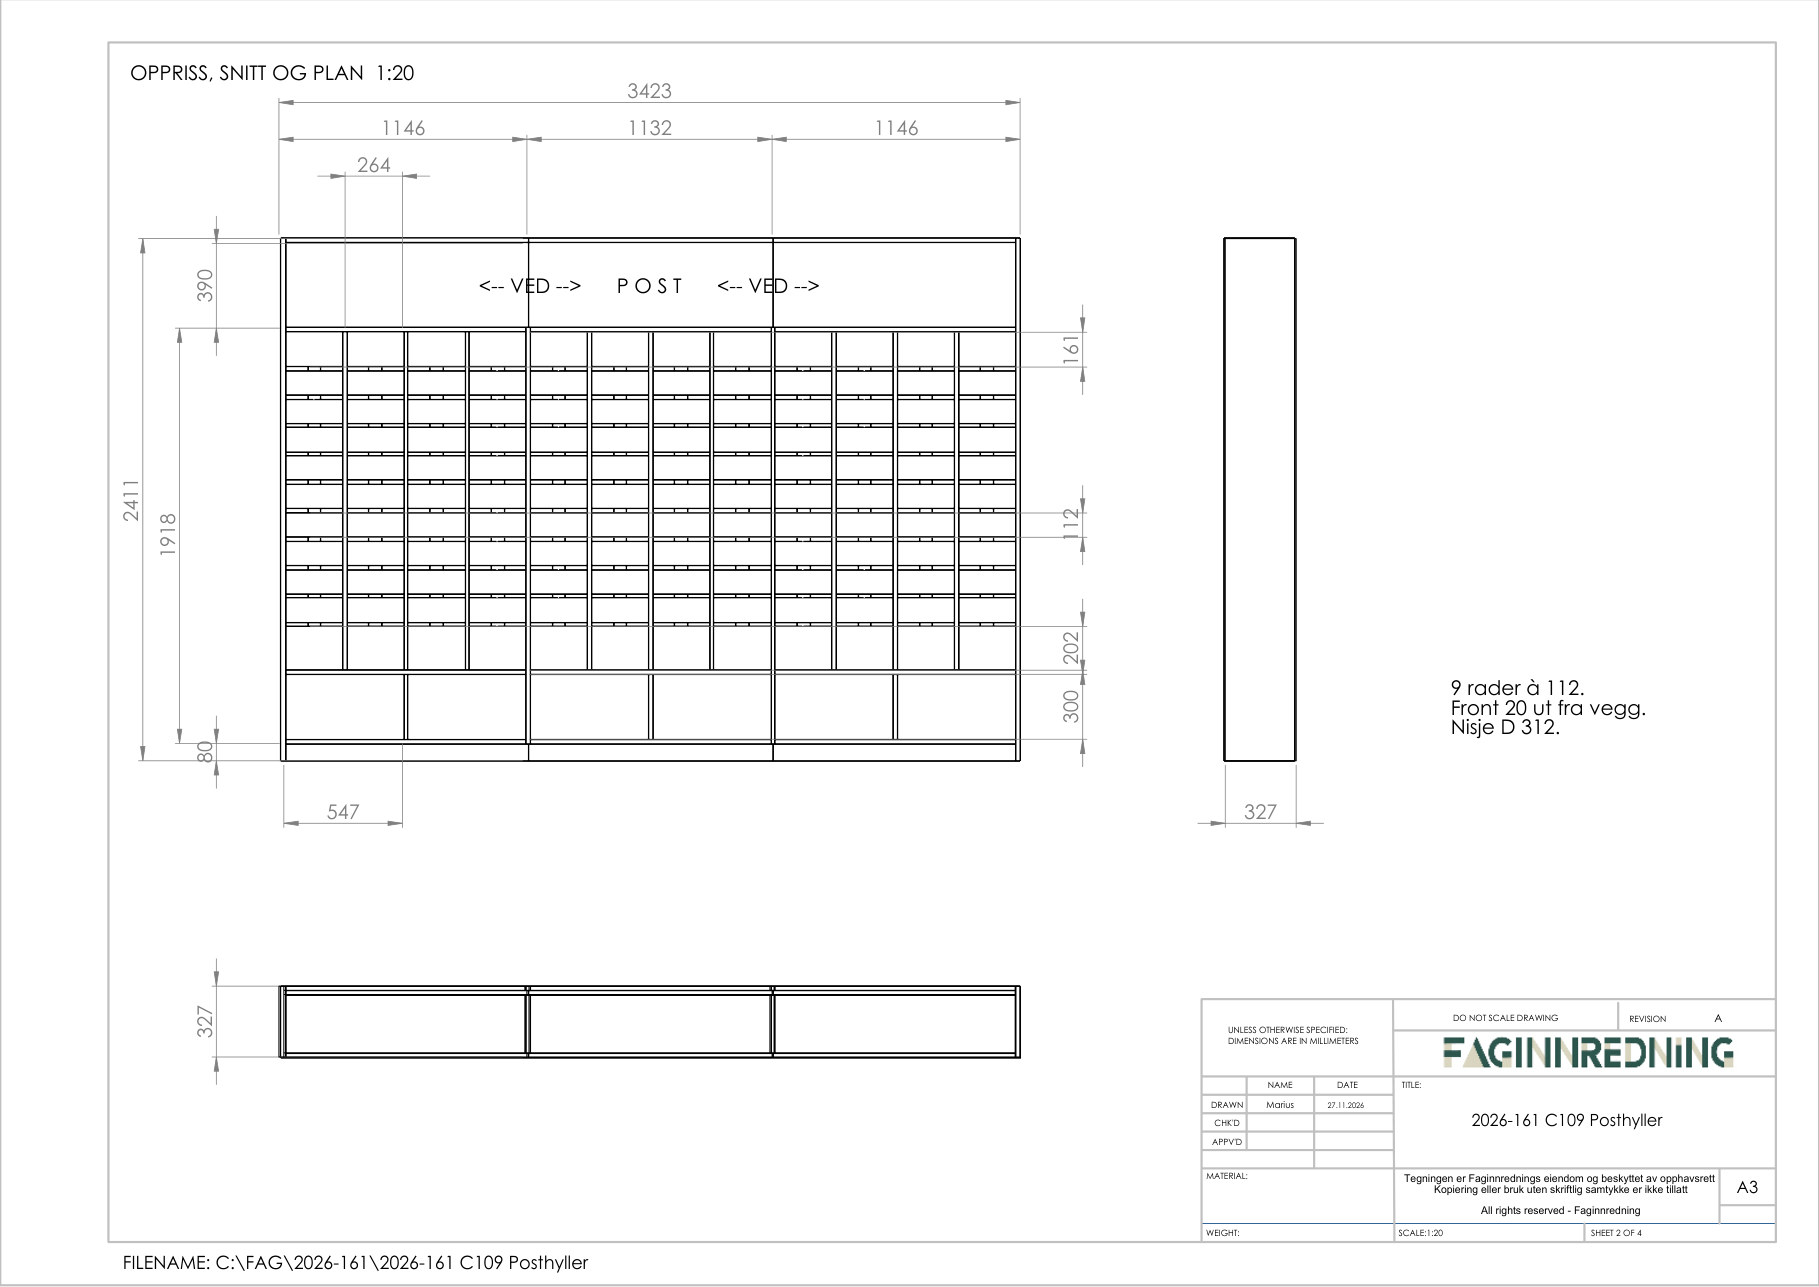 OPPRISS, SNITT OG PLAN 1:20
3423
1146
1132
1146
264
390
<-- VED -->
P O S T
<-- VED -->
161
2411
1918
112
202
300
80
547
327
9 rader à 112.
Front 20 ut fra vegg.
Nisje D 312.
327
UNLESS OTHERWISE SPECIFIED:
DIMENSIONS ARE IN MILLIMETERS
DO NOT SCALE DRAWING
REVISION
A
FAGINNREDNiNG
NAME
DATE
TITLE:
DRAWN
Marius
27.11.2026
CHK'D
APPV'D
2026-161 C109 Posthyller
MATERIAL:
Tegningen er Faginnrednings eiendom og beskyttet av opphavsrett
Kopiering eller bruk uten skriftlig samtykke er ikke tillatt
All rights reserved - Faginnredning
A3
WEIGHT:
SCALE:1:20
SHEET 2 OF 4
FILENAME: C:\FAG\2026-161\2026-161 C109 Posthyller